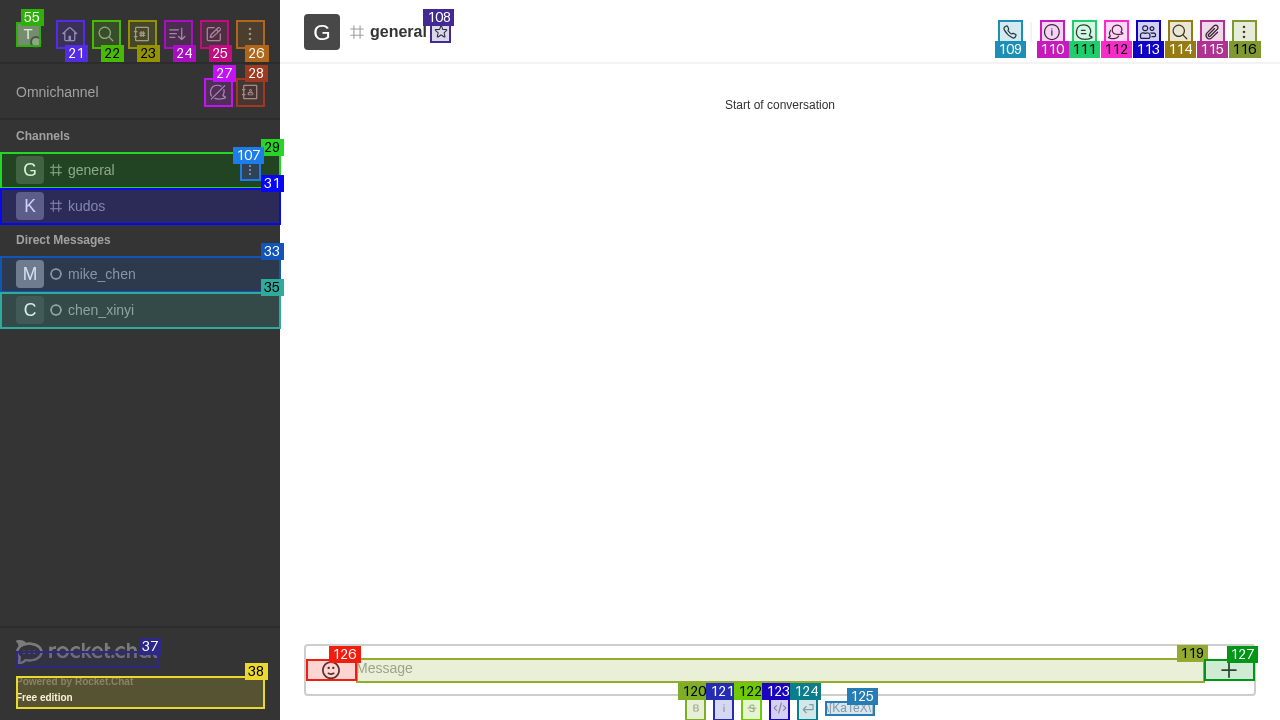 55
T
21
22
23
24
25
26
27
28
Omnichannel
Channels
29
107
G general
31
K kudos
Direct Messages
33
M mike_chen
35
C chen_xinyi
37
rocket.chat
38
Powered by Rocket.Chat
Free edition
108
G general
109
110
111
112
113
114
115
116
Start of conversation
126
119
127
Message
120
121
122
123
124
125
B
i
S
</>
\(KaTeX\)